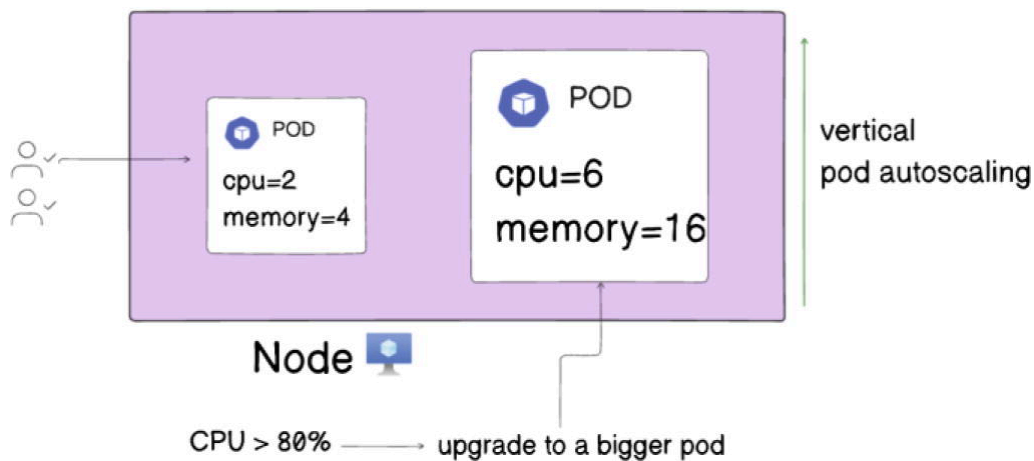 POD
cpu=2
memory=4
POD
cpu=6
memory=16
vertical
pod autoscaling
Node
CPU > 80%
upgrade to a bigger pod